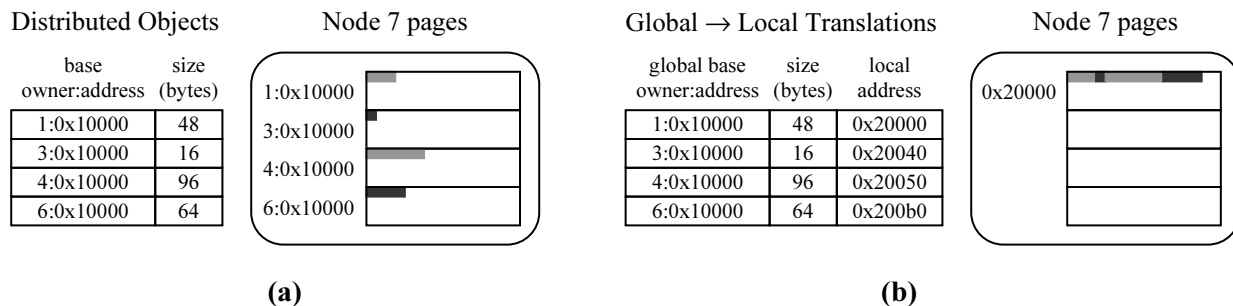 Distributed Objects
Node 7 pages
base
owner:address
size
(bytes)
1:0x10000 48
3:0x10000 16
4:0x10000 96
6:0x10000 64
1:0x10000
3:0x10000
4:0x10000
6:0x10000
(a)
Global → Local Translations
Node 7 pages
global base
owner:address
size
(bytes)
local
address
1:0x10000 48 0x20000
3:0x10000 16 0x20040
4:0x10000 96 0x20050
6:0x10000 64 0x200b0
0x20000
(b)